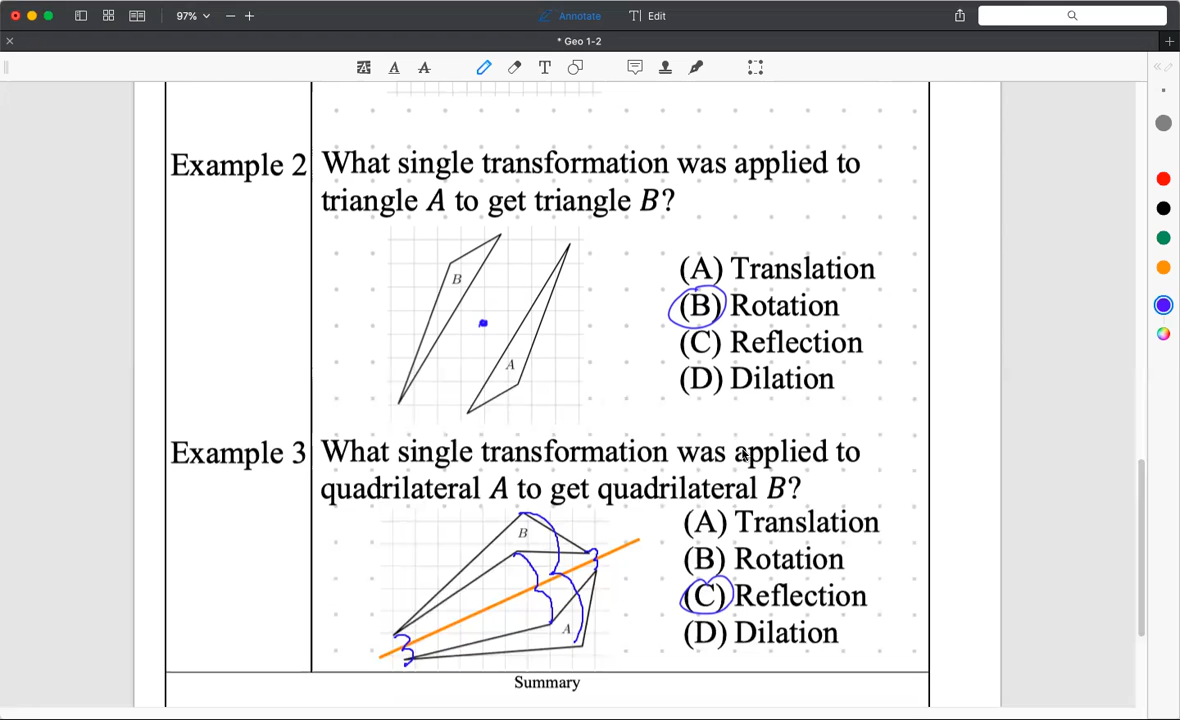 97%
Annotate
T| Edit
* Geo 1-2
A A A T
Example 2
What single transformation was applied to
triangle A to get triangle B?
B
A
(A) Translation
(B) Rotation
(C) Reflection
(D) Dilation
Example 3
What single transformation was applied to
quadrilateral A to get quadrilateral B?
B
A
(A) Translation
(B) Rotation
(C) Reflection
(D) Dilation
Summary